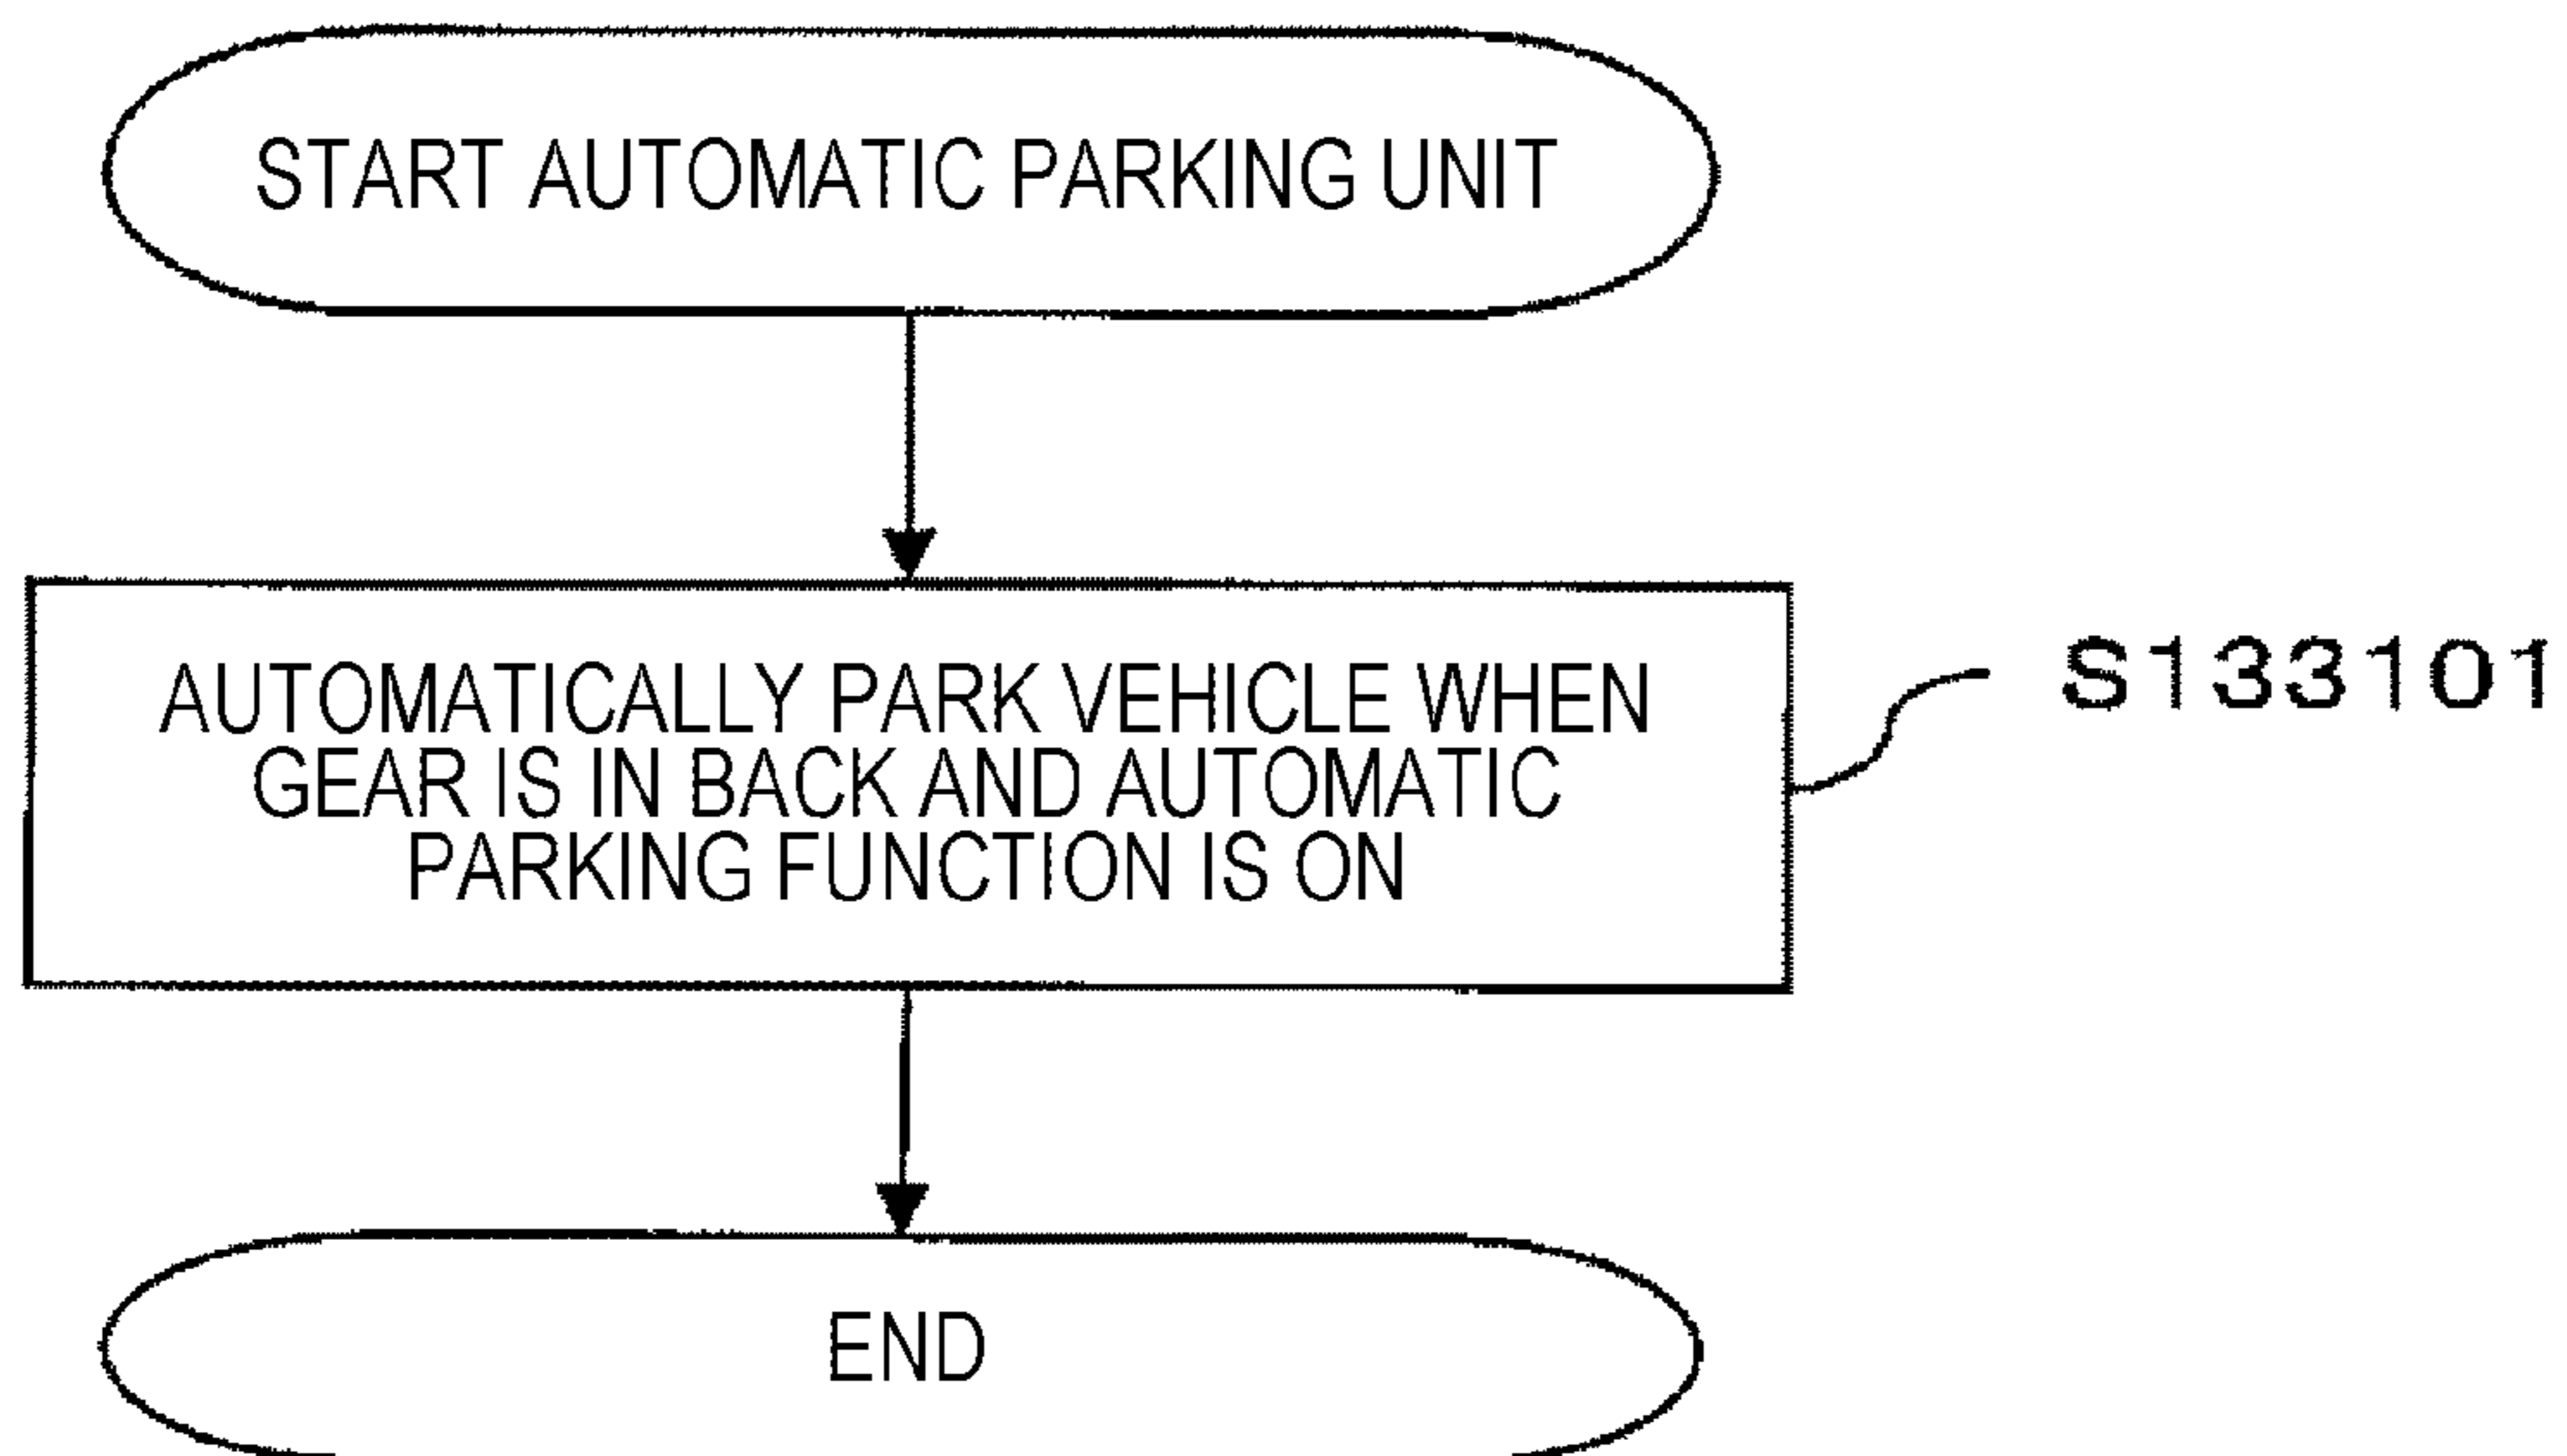 START AUTOMATIC PARKING UNIT
AUTOMATICALLY PARK VEHICLE WHEN
GEAR IS IN BACK AND AUTOMATIC
PARKING FUNCTION IS ON
S133101
END